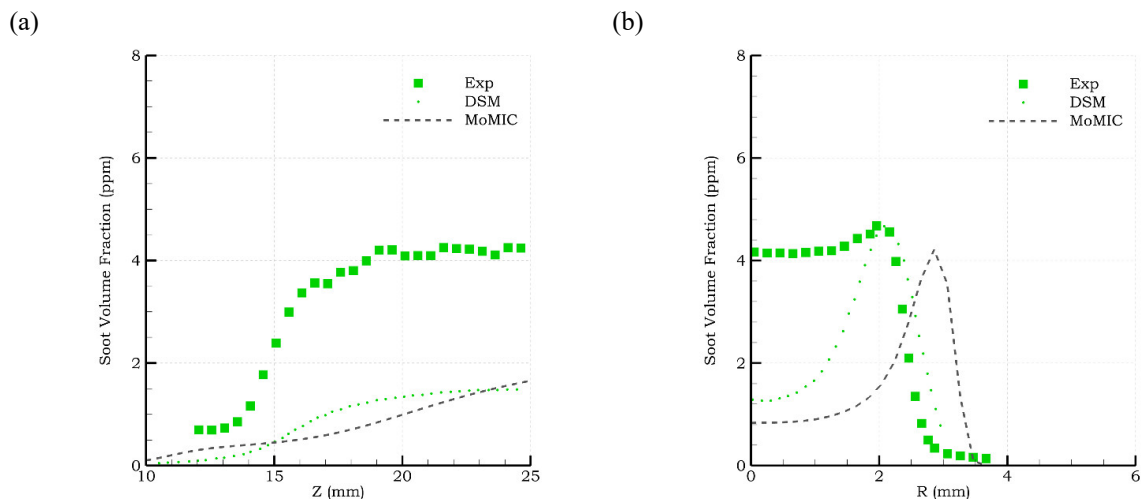 (a)
(b)
8
6
4
2
0
Soot Volume Fraction (ppm)
Exp
DSM
MoMIC
10
15
20
25
Z (mm)
8
6
4
2
0
Soot Volume Fraction (ppm)
Exp
DSM
MoMIC
0
2
4
6
R (mm)